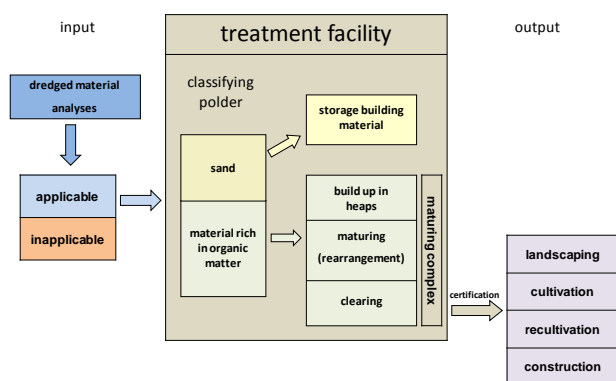 input
treatment facility
output
dredged material
analyses
classifying
polder
storage building
material
sand
applicable
inapplicable
material rich
in organic
matter
build up in
heaps
maturing
(rearrangement)
clearing
maturing complex
certification
landscaping
cultivation
recultivation
construction